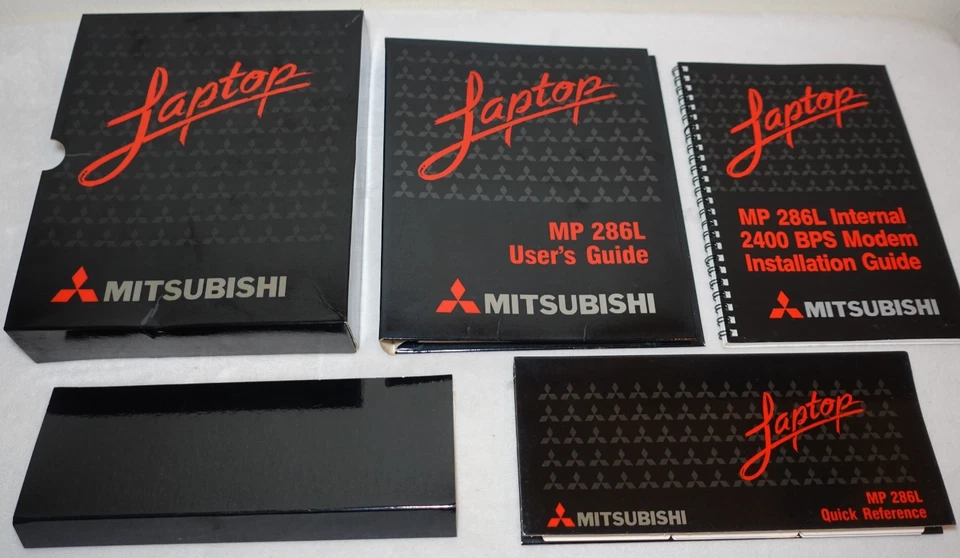 Laptop
MITSUBISHI
Laptop
MP 286L
User's Guide
MITSUBISHI
Laptop
MP 286L Internal
2400 BPS Modem
Installation Guide
MITSUBISHI
Laptop
MP 286L
Quick Reference
MITSUBISHI